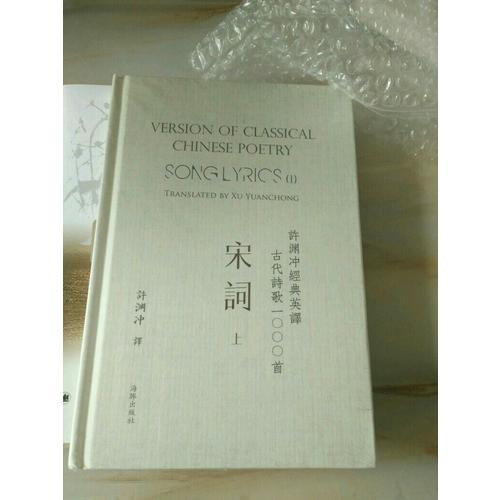 VERSION OF CLASSICAL
CHINESE POETRY
SONG LYRICS (I)
TRANSLATED BY XU YUANCHONG
許淵冲經典英譯
古代詩歌一〇〇〇首
宋詞
上
許淵冲 譯
海豚出版社